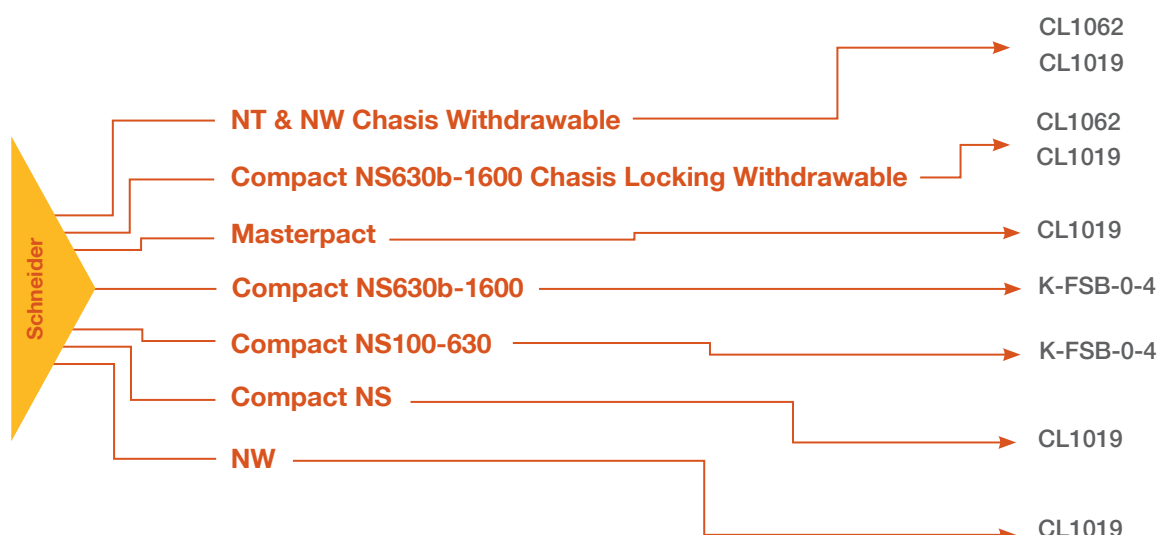 Schneider
NT & NW Chasis Withdrawable
CL1062
CL1019
Compact NS630b-1600 Chasis Locking Withdrawable
CL1062
CL1019
Masterpact
CL1019
Compact NS630b-1600
K-FSB-0-4
Compact NS100-630
K-FSB-0-4
Compact NS
CL1019
NW
CL1019